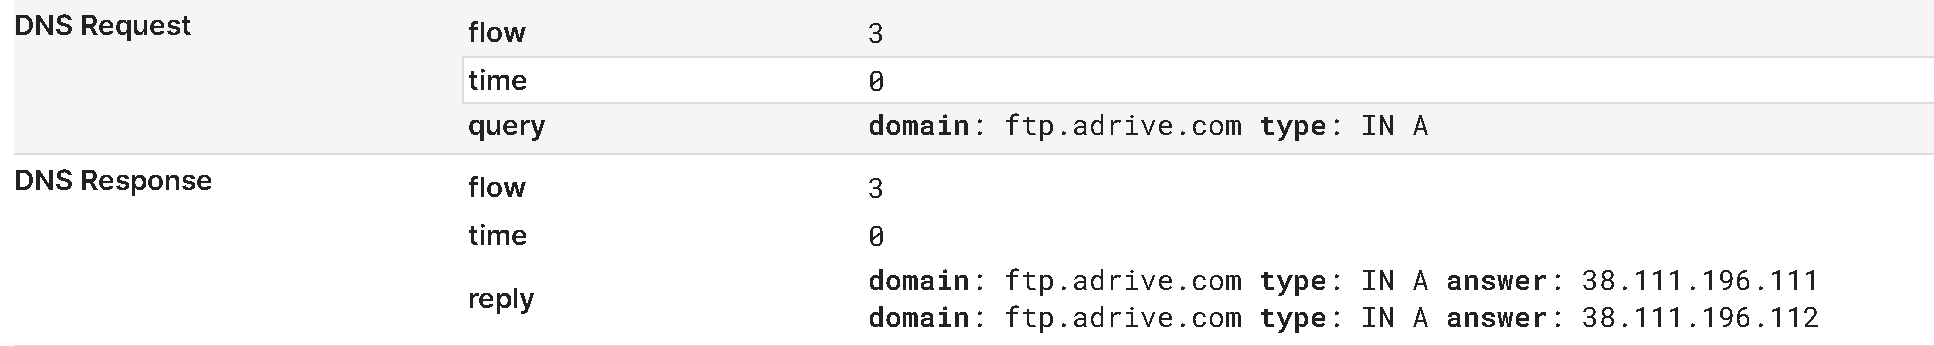 DNS Request flow 3
time 0
query domain: ftp.adrive.com type: IN A
DNS Response flow 3
time 0
reply domain: ftp.adrive.com type: IN A answer: 38.111.196.111
domain: ftp.adrive.com type: IN A answer: 38.111.196.112